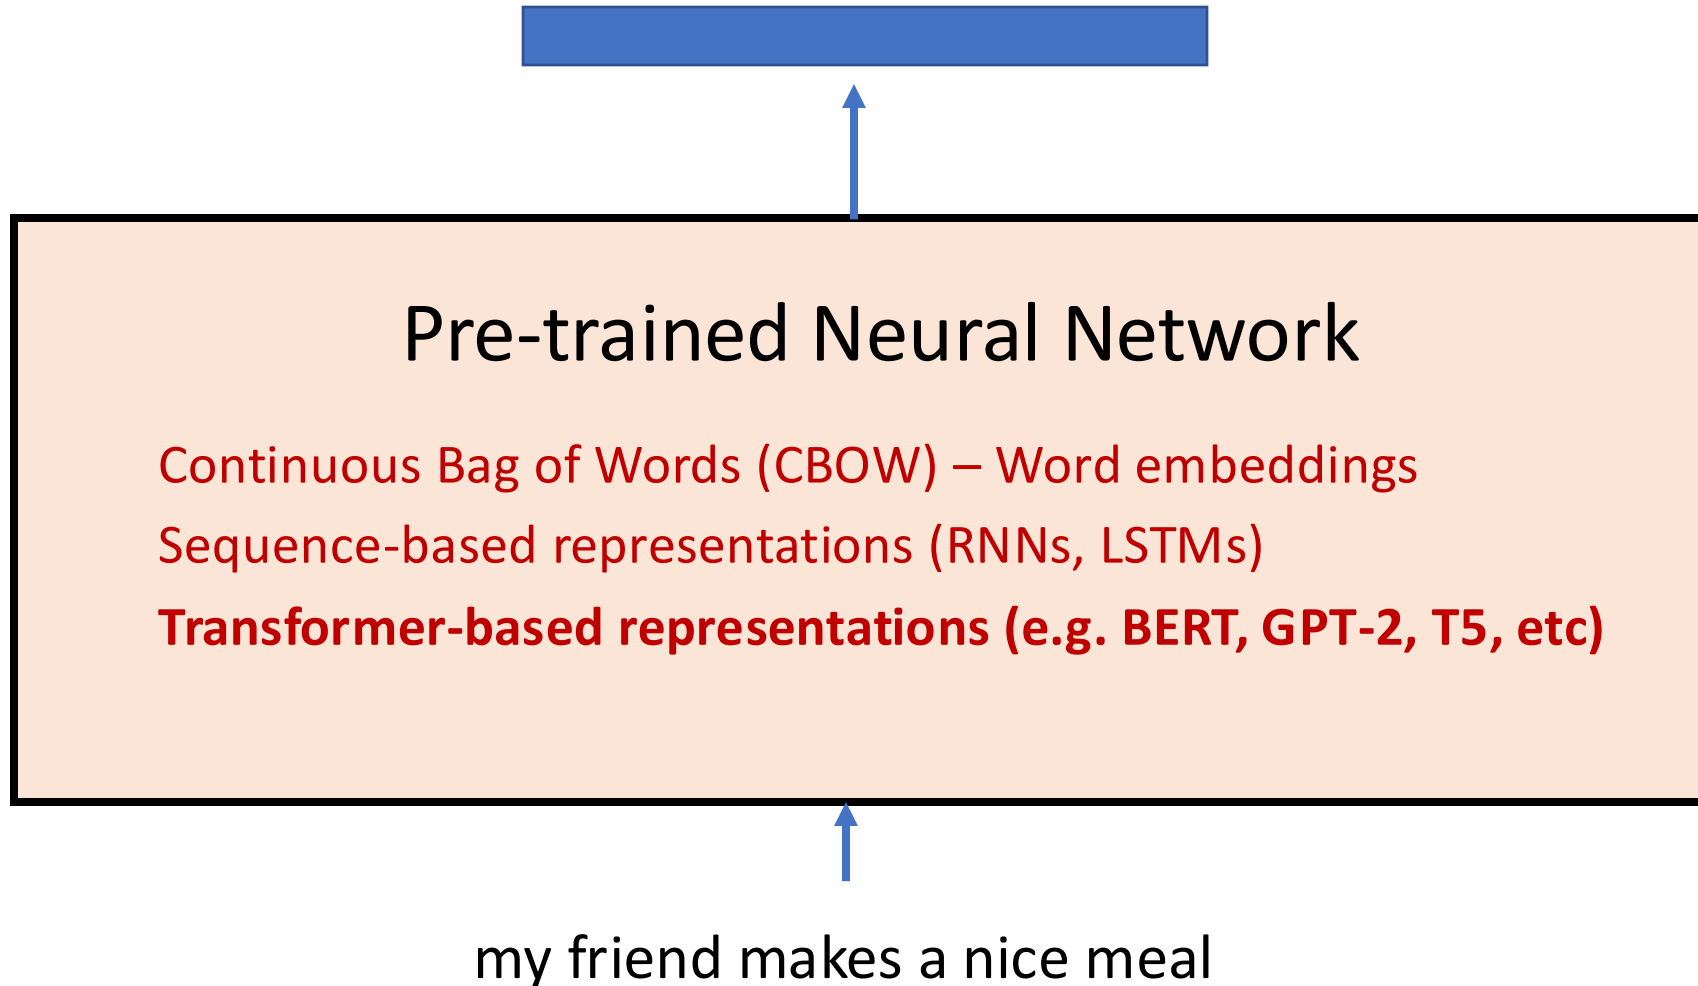 Pre-trained Neural Network
Continuous Bag of Words (CBOW) – Word embeddings
Sequence-based representations (RNNs, LSTMs)
Transformer-based representations (e.g. BERT, GPT-2, T5, etc)
my friend makes a nice meal